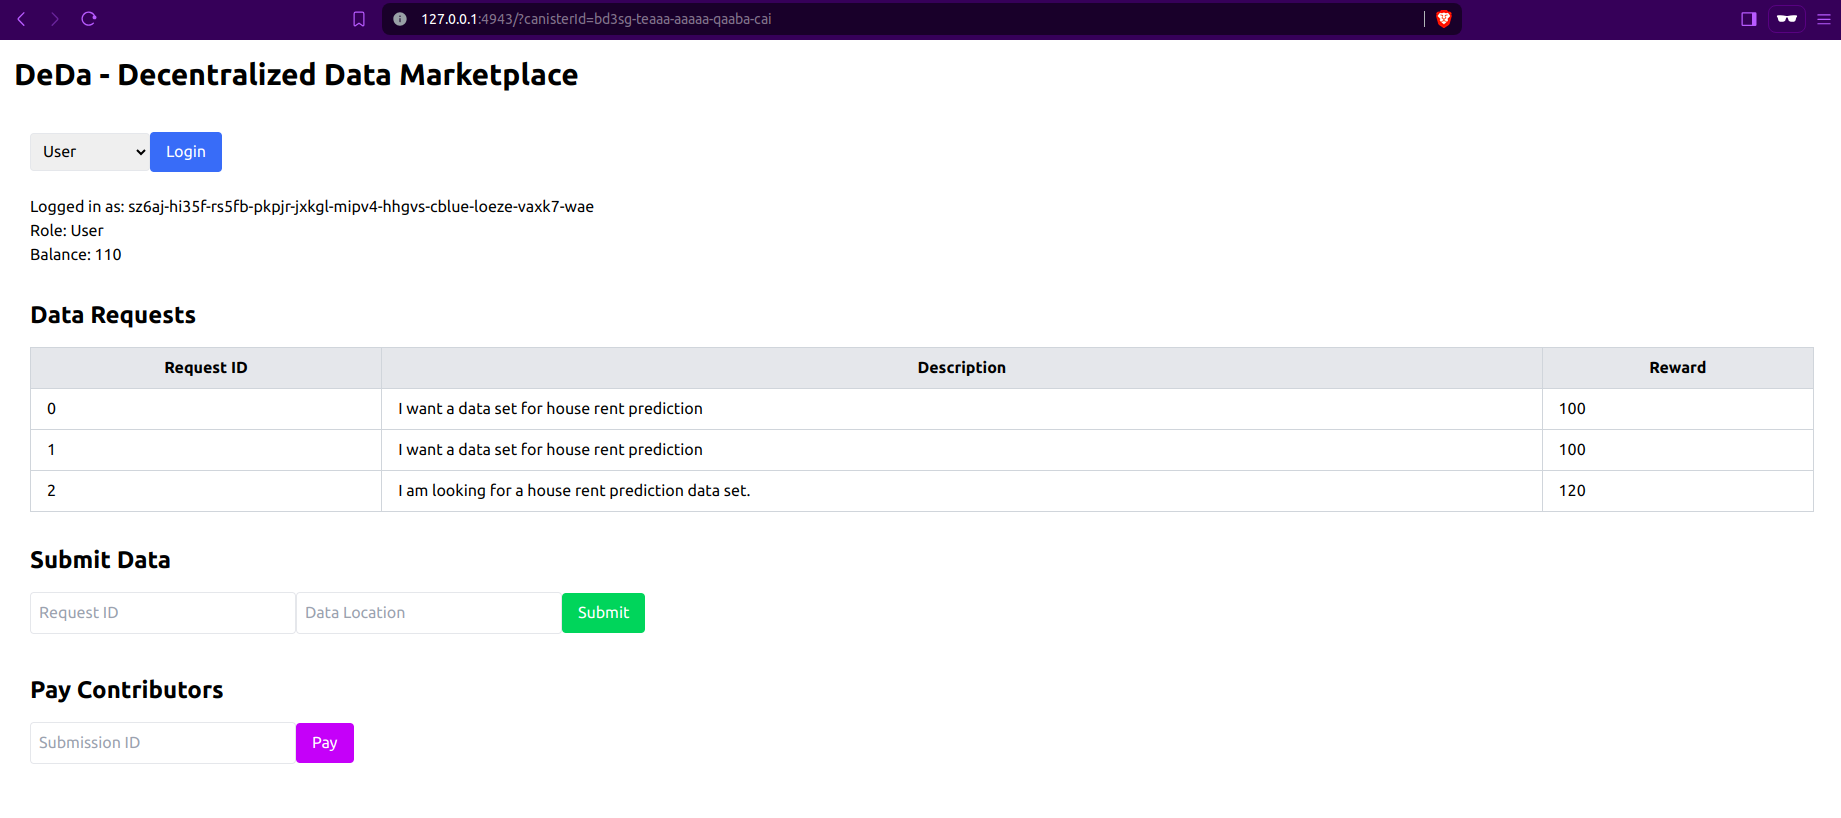 127.0.0.1:4943/?canisterId=bd3sg-teaaa-aaaaa-qaaba-cai
DeDa - Decentralized Data Marketplace
User Login
Logged in as: sz6aj-hi35f-rs5fb-pkpjr-jxkgl-mipv4-hhgvs-cblue-loeze-vaxk7-wae
Role: User
Balance: 110
Data Requests
Request ID Description Reward
0 I want a data set for house rent prediction 100
1 I want a data set for house rent prediction 100
2 I am looking for a house rent prediction data set. 120
Submit Data
Request ID Data Location Submit
Pay Contributors
Submission ID Pay